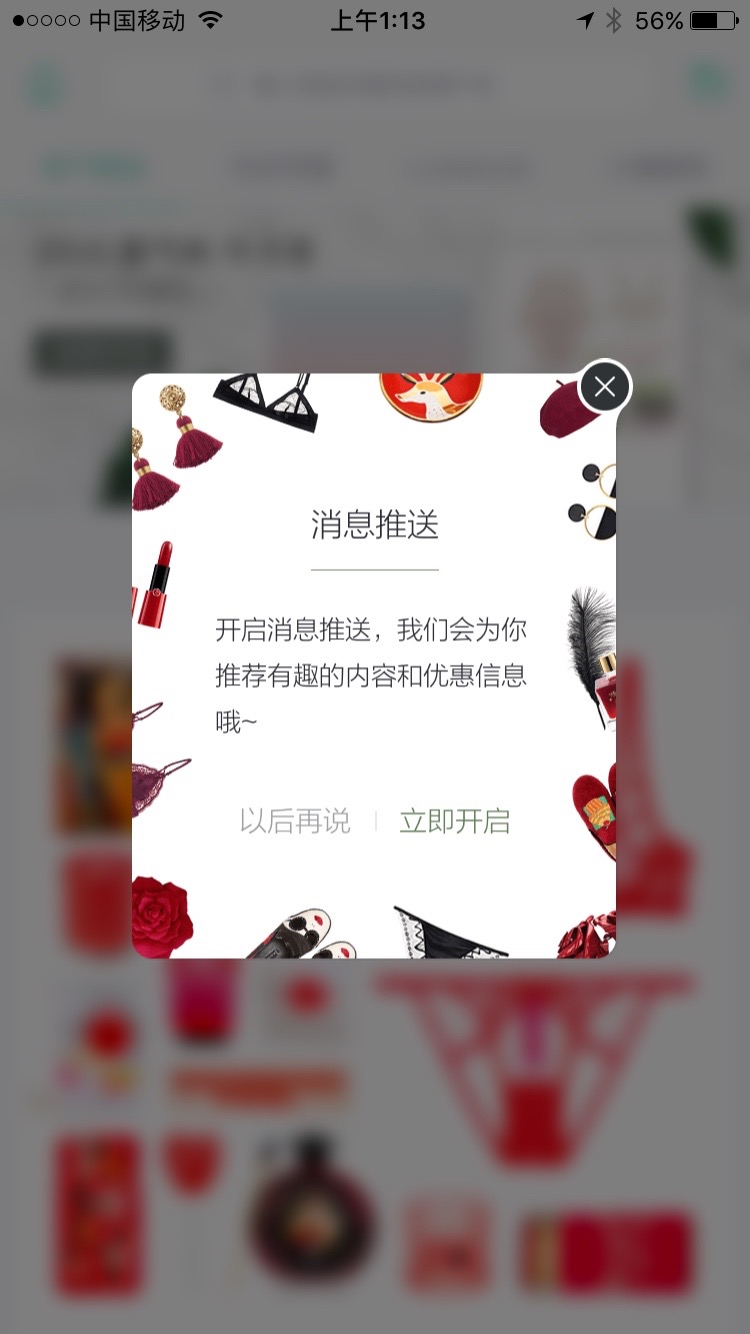 中国移动
上午1:13
56%
消息推送
开启消息推送，我们会为你
推荐有趣的内容和优惠信息
哦~
以后再说
立即开启